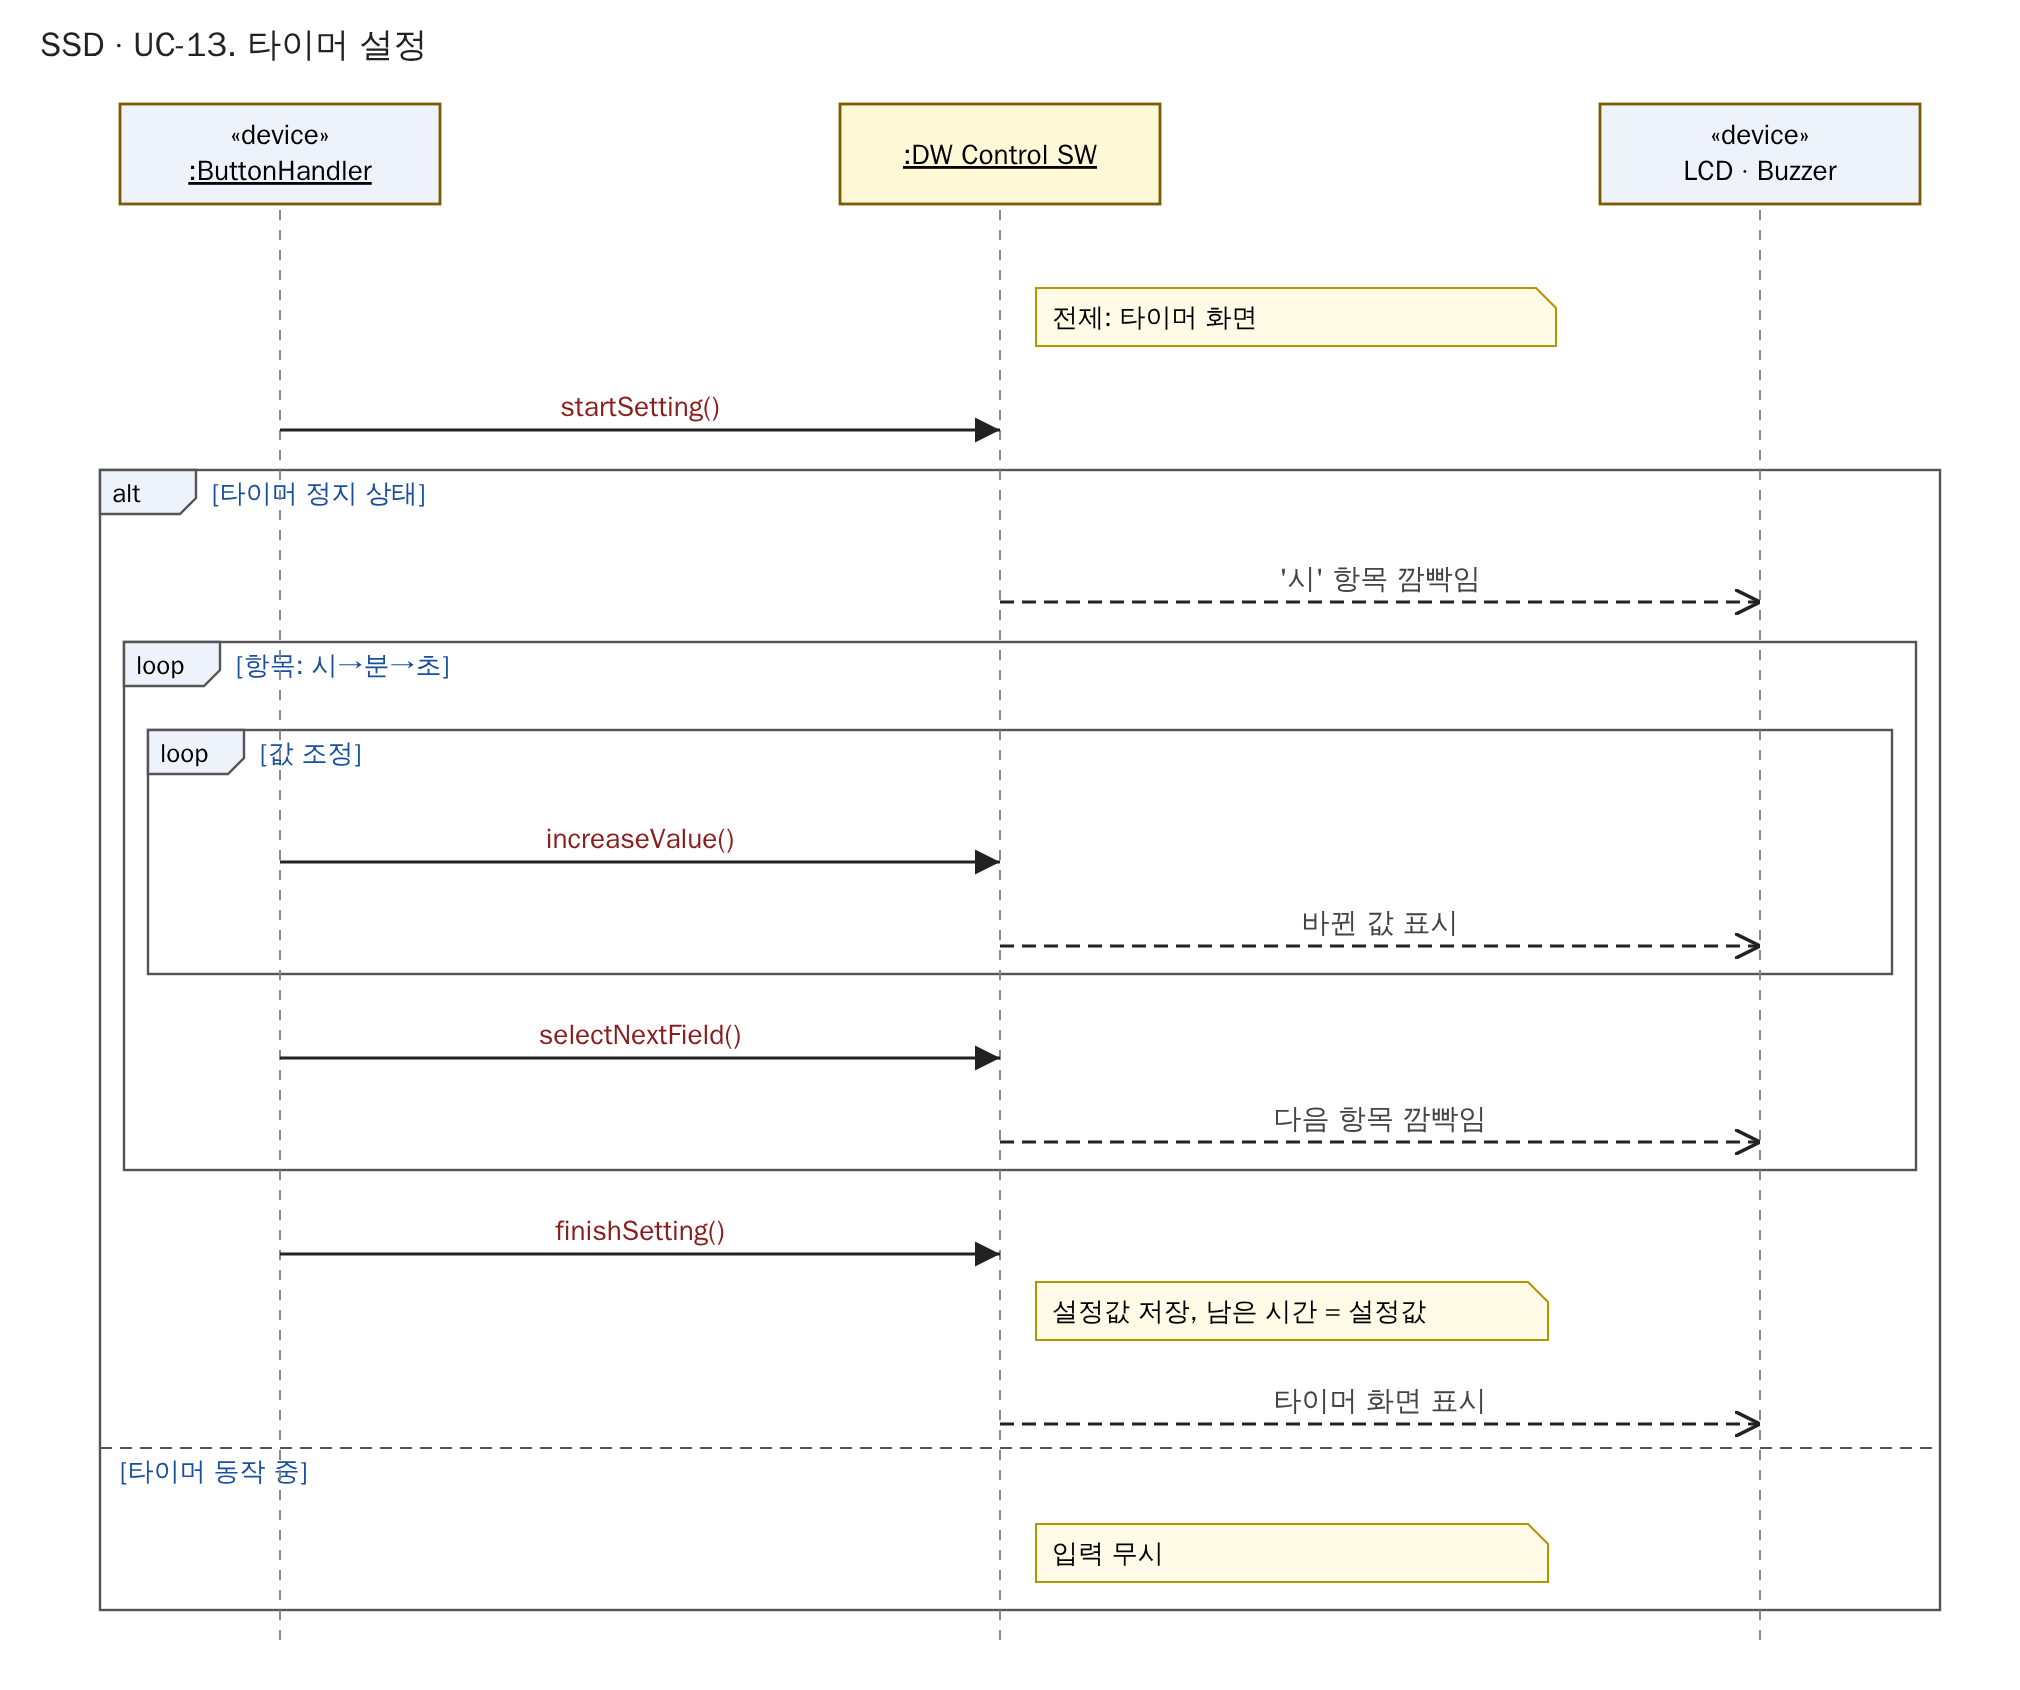 SSD · UC-13. 타이머 설정
«device»
:ButtonHandler
:DW Control SW
«device»
LCD · Buzzer
전제: 타이머 화면
startSetting()
alt
[타이머 정지 상태]
'시' 항목 깜빡임
loop
[항목: 시→분→초]
loop
[값 조정]
increaseValue()
바뀐 값 표시
selectNextField()
다음 항목 깜빡임
finishSetting()
설정값 저장, 남은 시간 = 설정값
타이머 화면 표시
[타이머 동작 중]
입력 무시